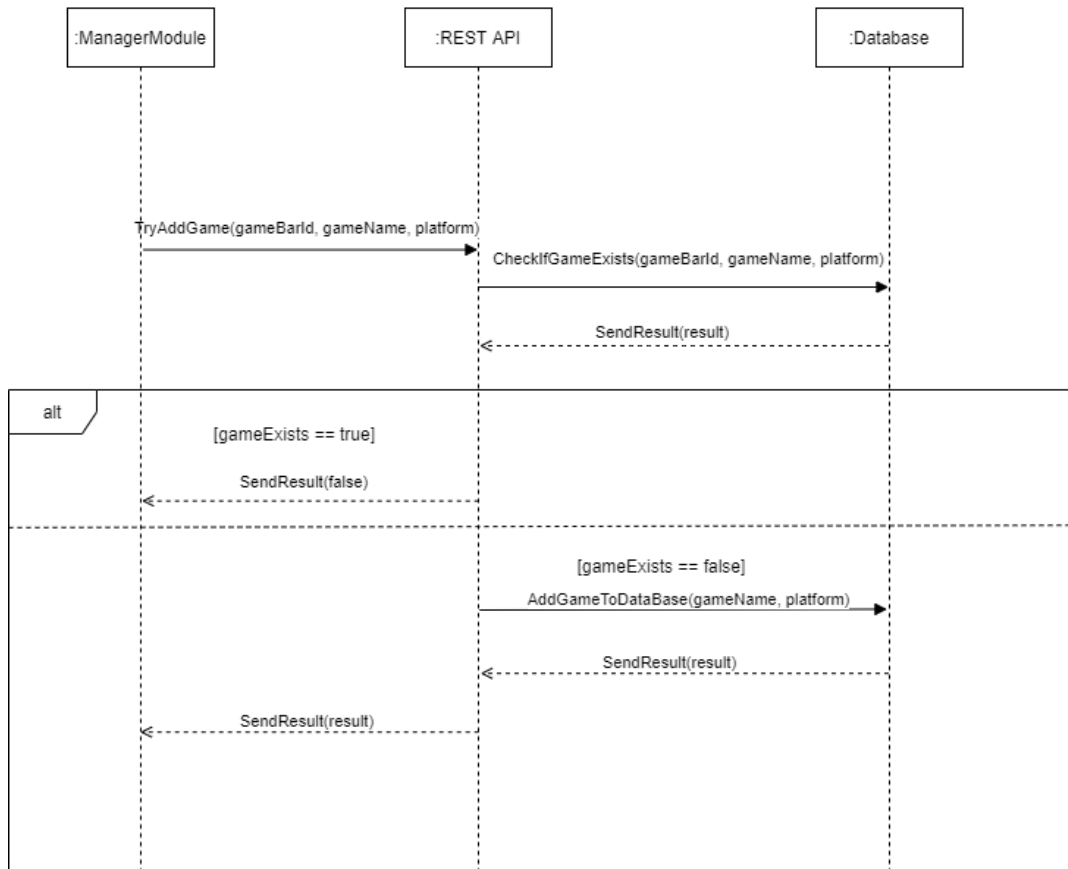 :ManagerModule
:REST API
:Database
TryAddGame(gameBarId, gameName, platform)
CheckIfGameExists(gameBarId, gameName, platform)
SendResult(result)
alt
[gameExists == true]
SendResult(false)
[gameExists == false]
AddGameToDataBase(gameName, platform)
SendResult(result)
SendResult(result)